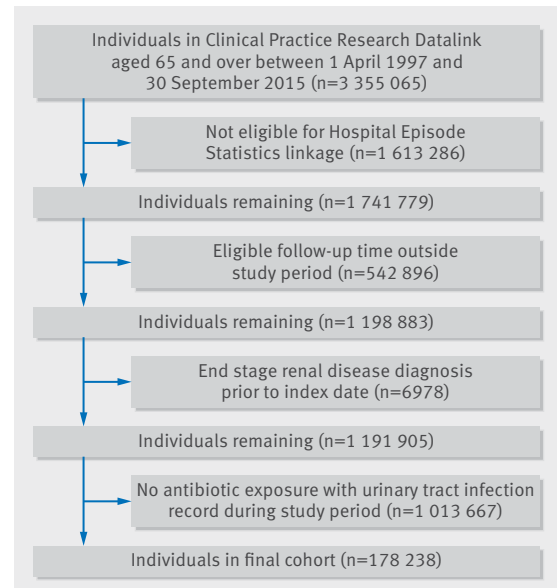 Individuals in Clinical Practice Research Datalink
aged 65 and over between 1 April 1997 and
30 September 2015 (n=3 355 065)
Not eligible for Hospital Episode
Statistics linkage (n=1 613 286)
Individuals remaining (n=1 741 779)
Eligible follow-up time outside
study period (n=542 896)
Individuals remaining (n=1 198 883)
End stage renal disease diagnosis
prior to index date (n=6978)
Individuals remaining (n=1 191 905)
No antibiotic exposure with urinary tract infection
record during study period (n=1 013 667)
Individuals in final cohort (n=178 238)